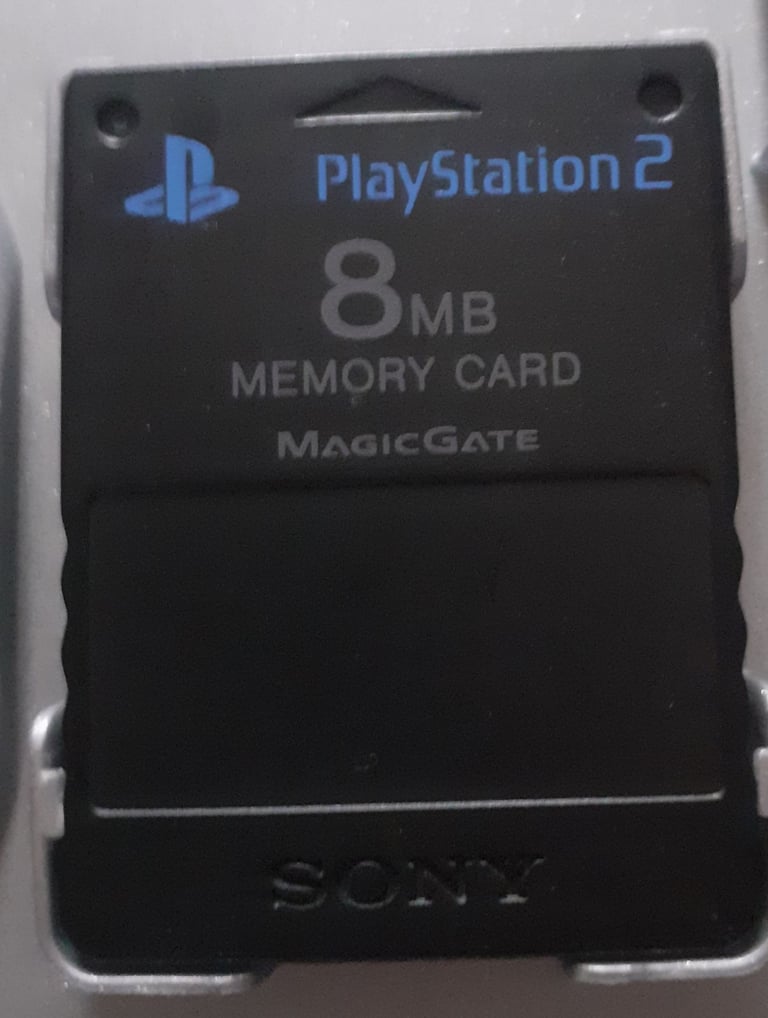 PlayStation 2
8MB
MEMORY CARD
MAGICGATE
SONY